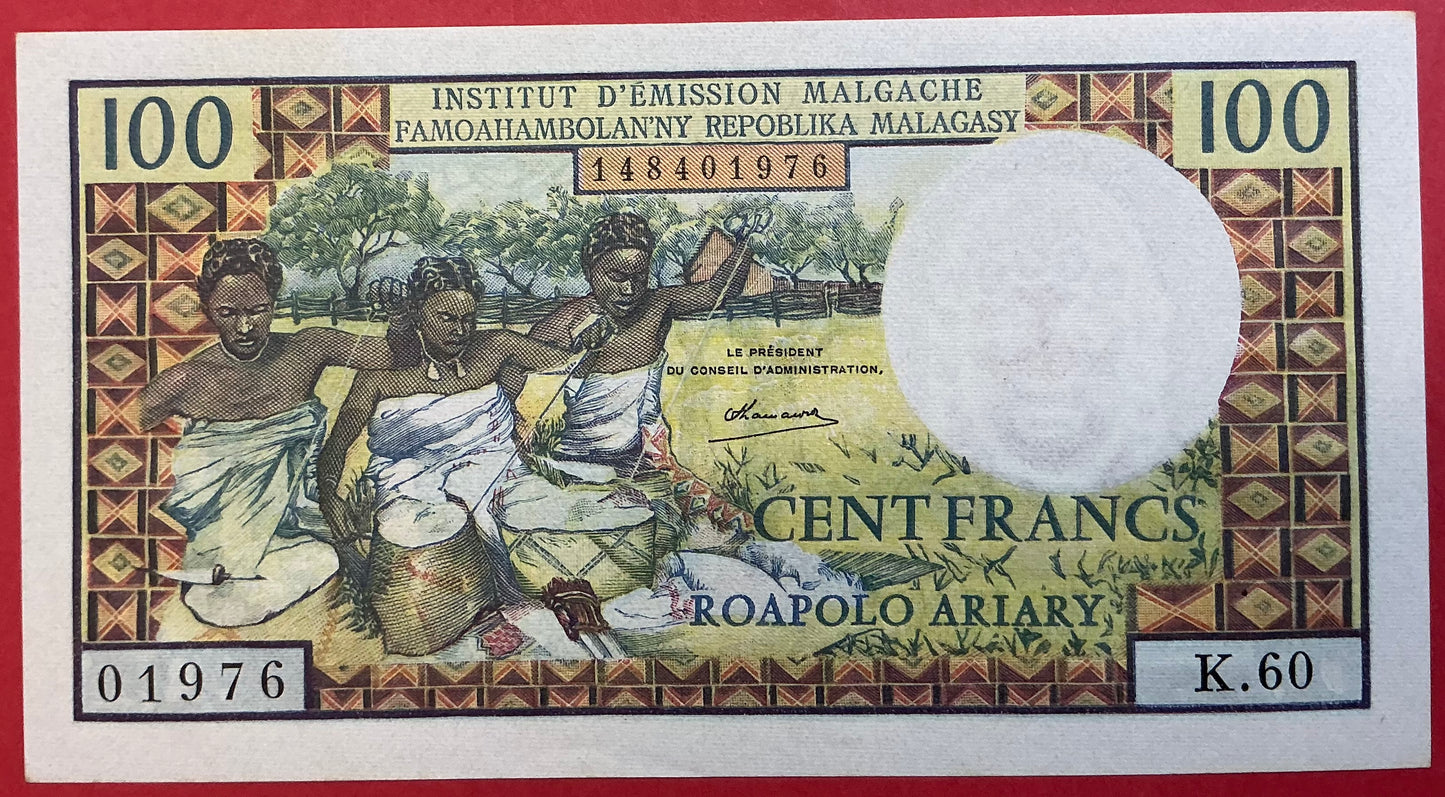 100
INSTITUT D'ÉMISSION MALGACHE
FAMOAHAMBOLAN'NY REPOBLIKA MALAGASY
100
148401976
LE PRÉSIDENT
DU CONSEIL D'ADMINISTRATION,
CENT FRANCS
ROAPOLO ARIARY
01976
K.60